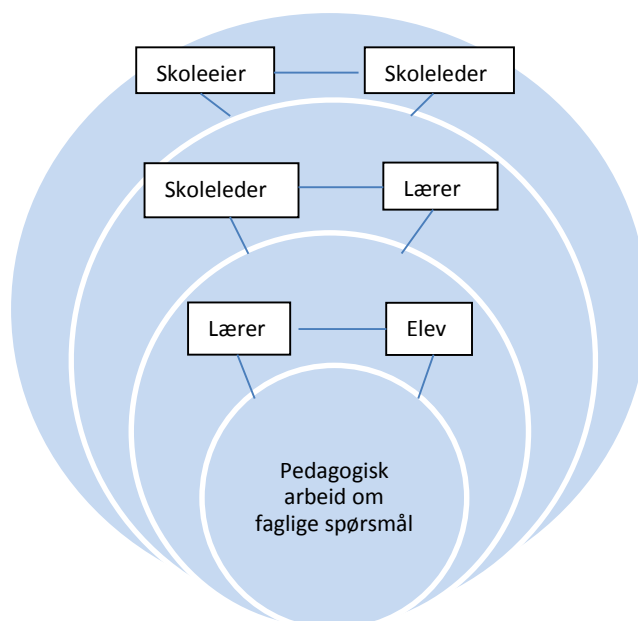 Skoleeier
Skoleleder
Skoleleder
Lærer
Lærer
Elev
Pedagogisk
arbeid om
faglige spørsmål